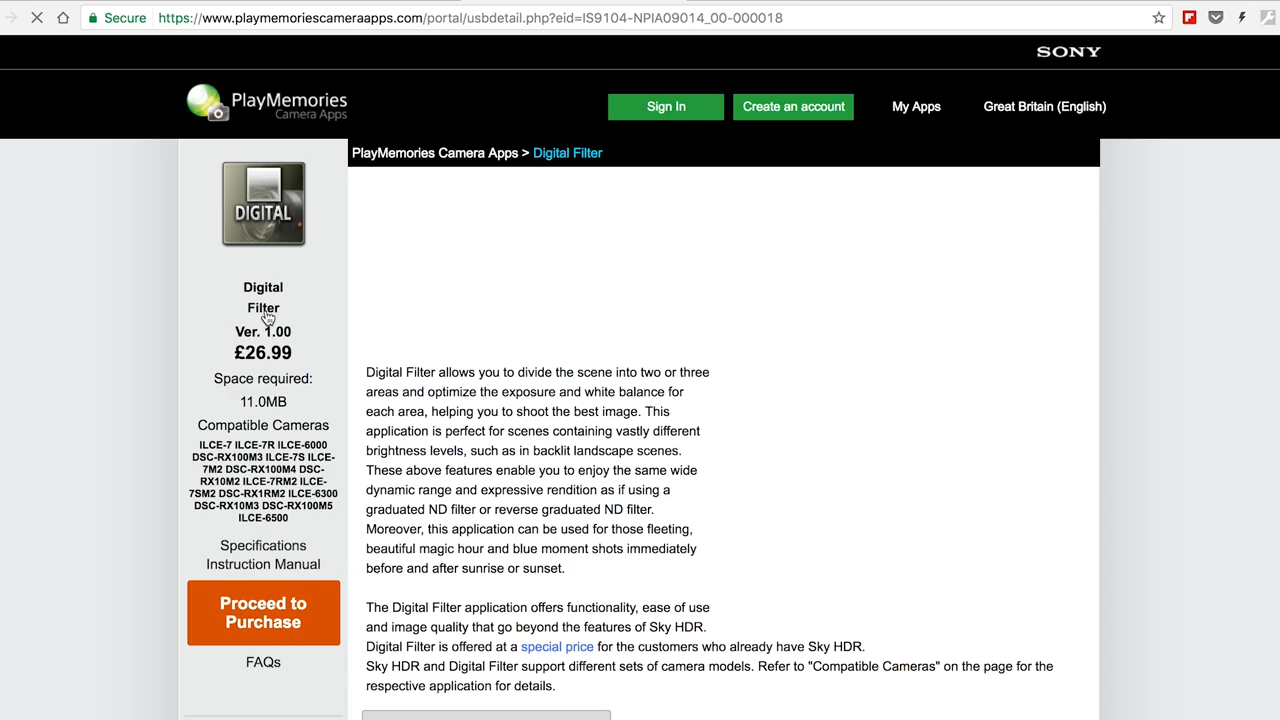 Secure https://www.playmemoriescameraapps.com/portal/usbdetail.php?eid=IS9104-NPIA09014_00-000018
SONY
PlayMemories
Camera Apps
Sign In
Create an account
My Apps
Great Britain (English)
PlayMemories Camera Apps > Digital Filter
DIGITAL
Digital
Filter
Ver. 1.00
£26.99
Space required:
11.0MB
Compatible Cameras
ILCE-7 ILCE-7R ILCE-6000
DSC-RX100M3 ILCE-7S ILCE-
7M2 DSC-RX100M4 DSC-
RX10M2 ILCE-7RM2 ILCE-
7SM2 DSC-RX1RM2 ILCE-6300
DSC-RX10M3 DSC-RX100M5
ILCE-6500
Specifications
Instruction Manual
Proceed to
Purchase
FAQs
Digital Filter allows you to divide the scene into two or three
areas and optimize the exposure and white balance for
each area, helping you to shoot the best image. This
application is perfect for scenes containing vastly different
brightness levels, such as in backlit landscape scenes.
These above features enable you to enjoy the same wide
dynamic range and expressive rendition as if using a
graduated ND filter or reverse graduated ND filter.
Moreover, this application can be used for those fleeting,
beautiful magic hour and blue moment shots immediately
before and after sunrise or sunset.
The Digital Filter application offers functionality, ease of use
and image quality that go beyond the features of Sky HDR.
Digital Filter is offered at a special price for the customers who already have Sky HDR.
Sky HDR and Digital Filter support different sets of camera models. Refer to "Compatible Cameras" on the page for the
respective application for details.